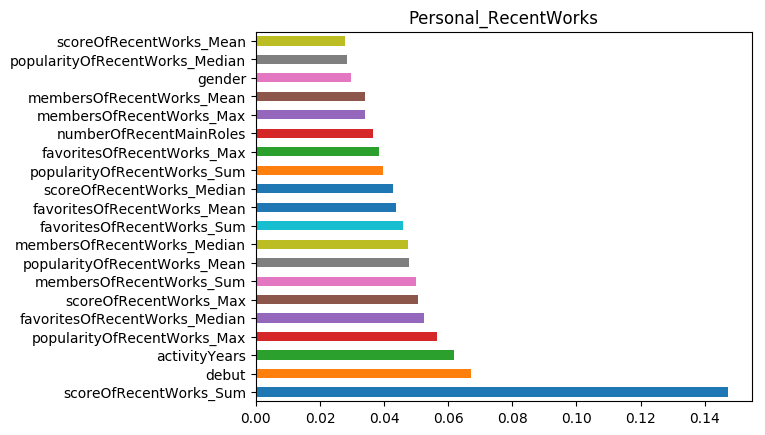 Personal_RecentWorks
scoreOfRecentWorks_Mean
popularityOfRecentWorks_Median
gender
membersOfRecentWorks_Mean
membersOfRecentWorks_Max
numberOfRecentMainRoles
favoritesOfRecentWorks_Max
popularityOfRecentWorks_Sum
scoreOfRecentWorks_Median
favoritesOfRecentWorks_Mean
favoritesOfRecentWorks_Sum
membersOfRecentWorks_Median
popularityOfRecentWorks_Mean
membersOfRecentWorks_Sum
scoreOfRecentWorks_Max
favoritesOfRecentWorks_Median
popularityOfRecentWorks_Max
activityYears
debut
scoreOfRecentWorks_Sum
0.00 0.02 0.04 0.06 0.08 0.10 0.12 0.14